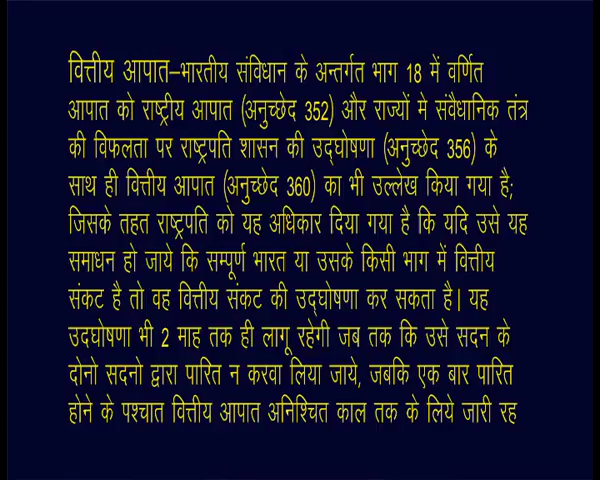 वित्तीय आपात–भारतीय संविधान के अन्तर्गत भाग 18 में वर्णित
आपात को राष्ट्रीय आपात (अनुच्छेद 352) और राज्यों मे संवैधानिक तंत्र
की विफलता पर राष्ट्रपति शासन की उद्घोषणा (अनुच्छेद 356) के
साथ ही वित्तीय आपात (अनुच्छेद 360) का भी उल्लेख किया गया है;
जिसके तहत राष्ट्रपति को यह अधिकार दिया गया है कि यदि उसे यह
समाधन हो जाये कि सम्पूर्ण भारत या उसके किसी भाग में वित्तीय
संकट है तो वह वित्तीय संकट की उद्घोषणा कर सकता है। यह
उदघोषणा भी 2 माह तक ही लागू रहेगी जब तक कि उसे सदन के
दोनो सदनो द्वारा पारित न करवा लिया जाये, जबकि एक बार पारित
होने के पश्चात वित्तीय आपात अनिश्चित काल तक के लिये जारी रह